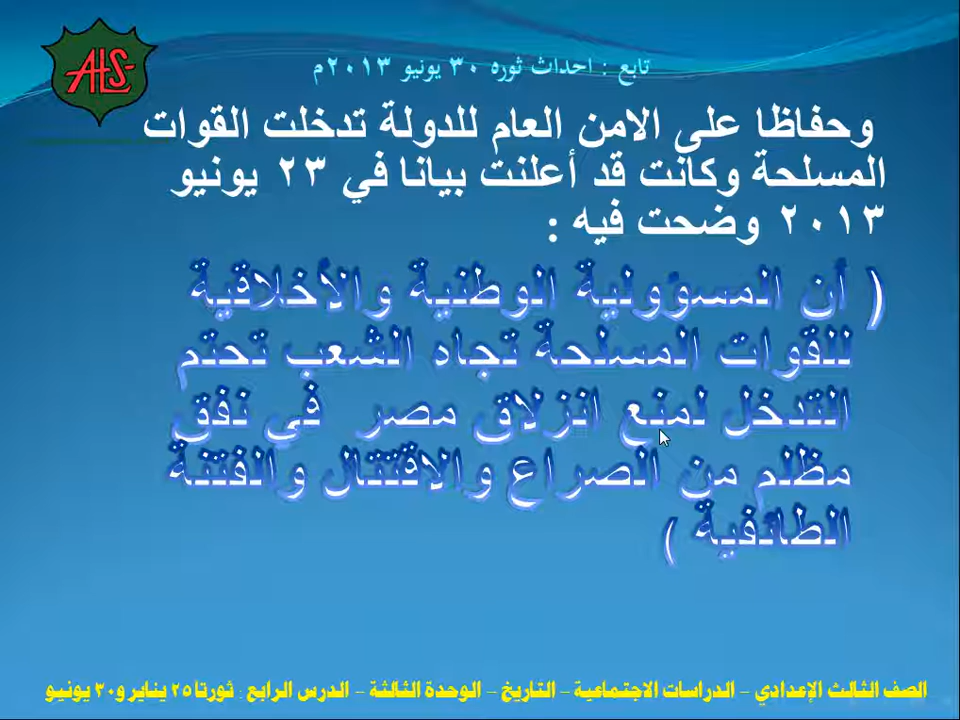 ALS
تابع : احداث ثوره ٣٠ يونيو ٢٠١٣م
وحفاظا على الامن العام للدولة تدخلت القوات
المسلحة وكانت قد أعلنت بيانا في ٢٣ يونيو
٢٠١٣ وضحت فيه :
( أن المسؤولية الوطنية والأخلاقية
للقوات المسلحة تجاه الشعب تحتم
التدخل لمنع انزلاق مصر في نفق
مظلم من الصراع والاقتتال والفتنة
الطائفية )
الصف الثالث الإعدادي – الدراسات الاجتماعية – التاريخ – الوحدة الثالثة – الدرس الرابع : ثورتا ٢٥ يناير و٣٠ يونيو